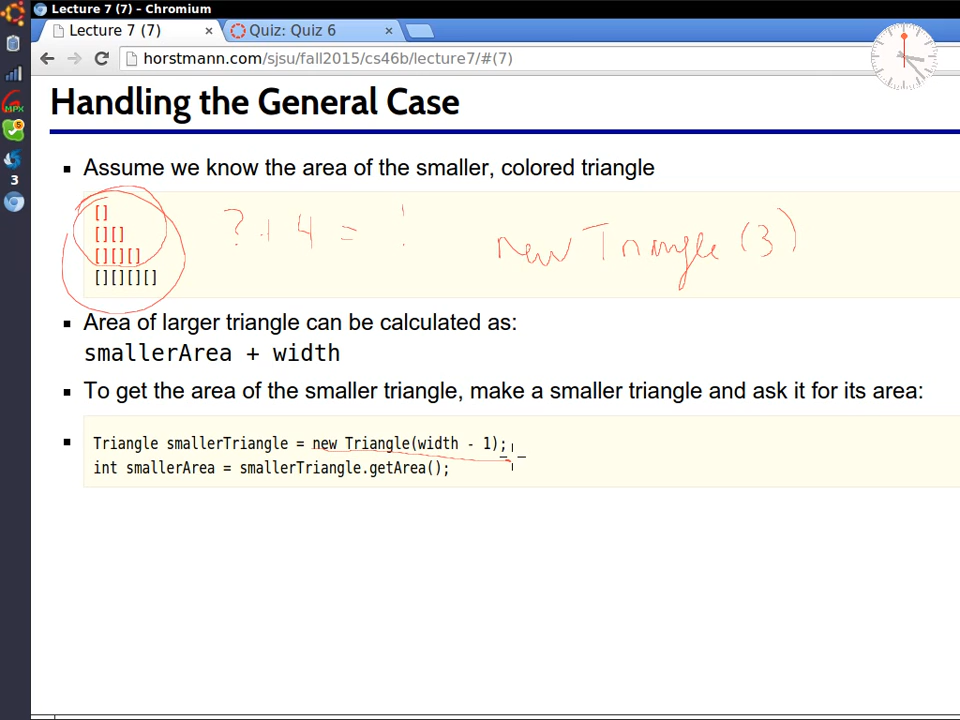 Lecture 7 (7) – Chromium
Lecture 7 (7) × Quiz: Quiz 6 ×
horstmann.com/sjsu/fall2015/cs46b/lecture7/#(7)
MPX
5
3
Handling the General Case
Assume we know the area of the smaller, colored triangle
[]
[][]
[][][]
[][][][]
? + 4 =
new Triangle (3)
Area of larger triangle can be calculated as:
smallerArea + width
To get the area of the smaller triangle, make a smaller triangle and ask it for its area:
Triangle smallerTriangle = new Triangle(width - 1);
int smallerArea = smallerTriangle.getArea();